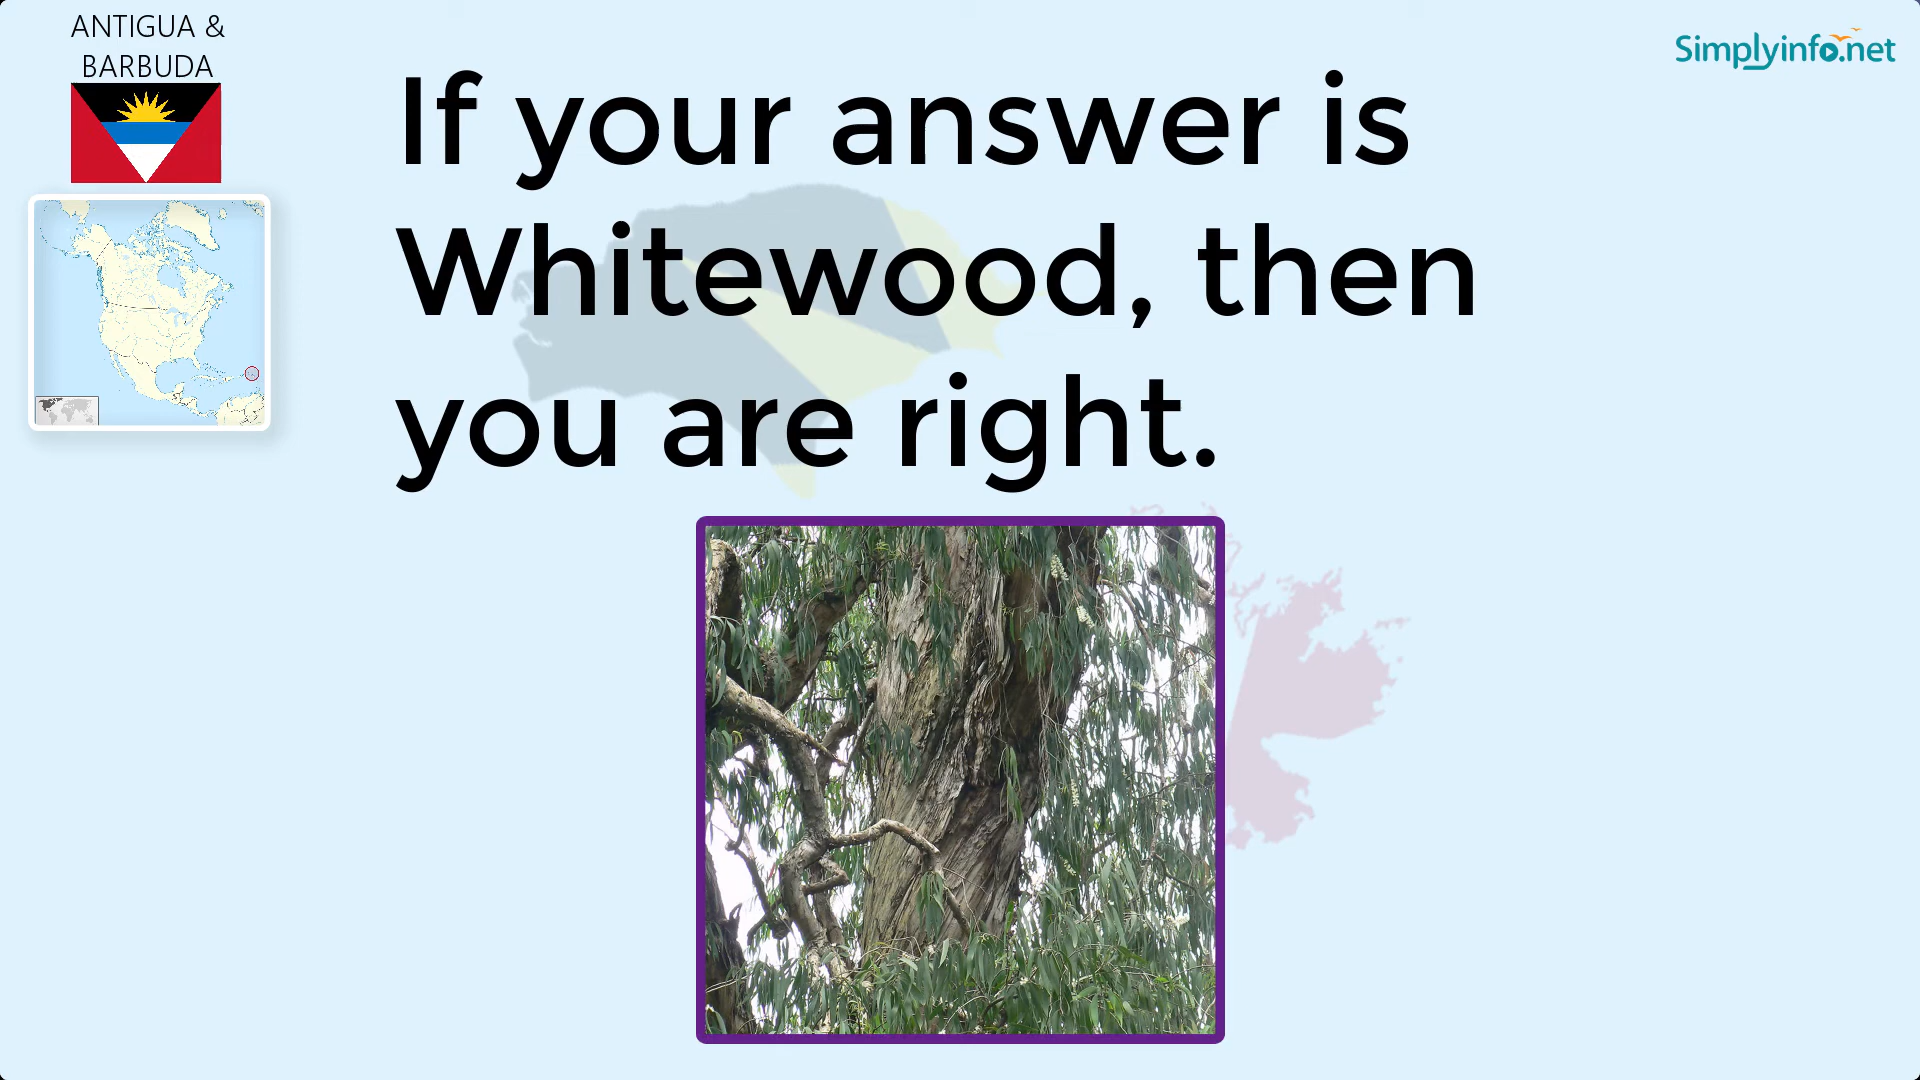 ANTIGUA &
BARBUDA
Simplyinfo.net
If your answer is
Whitewood, then
you are right.